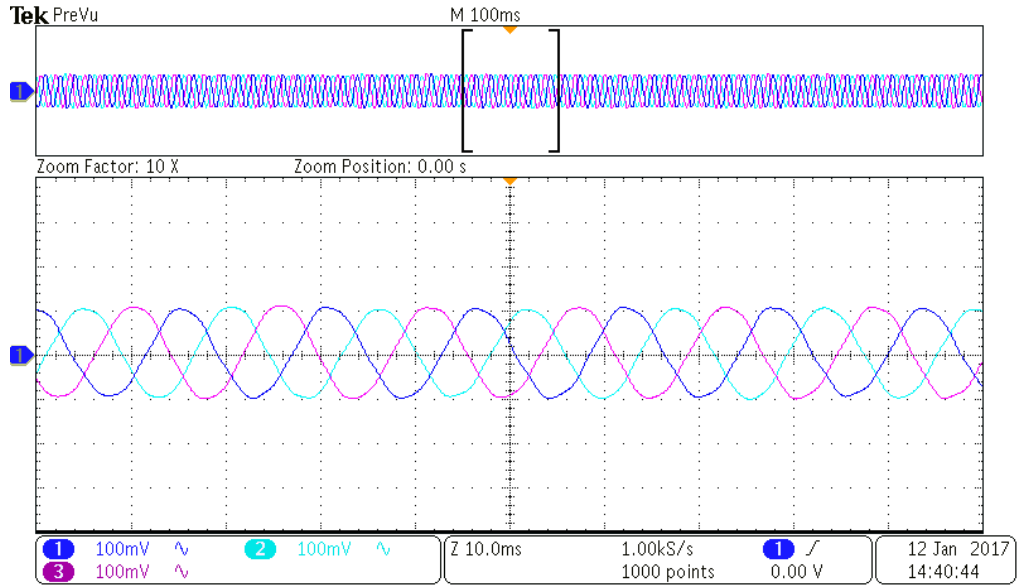 Tek PreVu M 100ms
1
Zoom Factor: 10 X Zoom Position: 0.00 s
1
1 100mV 2 100mV Z 10.0ms 1.00kS/s 1 12 Jan 2017
3 100mV 1000 points 0.00 V 14:40:44